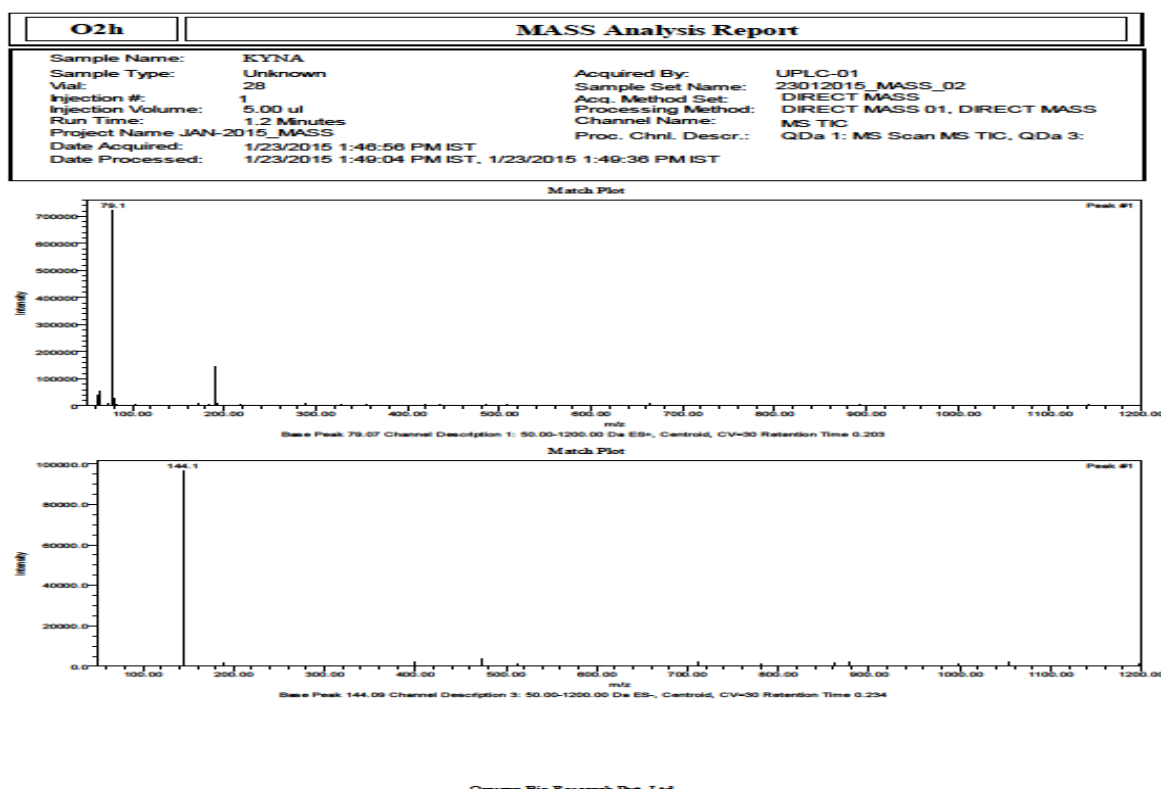 O2h MASS Analysis Report
Sample Name: KYNA
Sample Type: Unknown Acquired By: UPLC-01
Vial: 28 Sample Set Name: 23012015_MASS_02
Injection #: 1 Acq. Method Set: DIRECT MASS
Injection Volume: 5.00 ul Processing Method: DIRECT MASS 01, DIRECT MASS
Run Time: 1.2 Minutes Channel Name: MS TIC
Project Name JAN-2015_MASS Proc. Chnl. Descr.: QDa 1: MS Scan MS TIC, QDa 3:
Date Acquired: 1/23/2015 1:46:56 PM IST
Date Processed: 1/23/2015 1:49:04 PM IST, 1/23/2015 1:49:36 PM IST
Match Plot
79.1 Peak #1
700000
600000
500000
400000
300000
200000
100000
0
Intensity
100.00 200.00 300.00 400.00 500.00 600.00 700.00 800.00 900.00 1000.00 1100.00 1200.00
m/z
Base Peak 79.07 Channel Description 1: 50.00-1200.00 Da ES+, Centroid, CV=30 Retention Time 0.203
Match Plot
144.1 Peak #1
100000.0
80000.0
60000.0
40000.0
20000.0
0.0
Intensity
100.00 200.00 300.00 400.00 500.00 600.00 700.00 800.00 900.00 1000.00 1100.00 1200.00
m/z
Base Peak 144.09 Channel Description 3: 50.00-1200.00 Da ES-, Centroid, CV=30 Retention Time 0.234